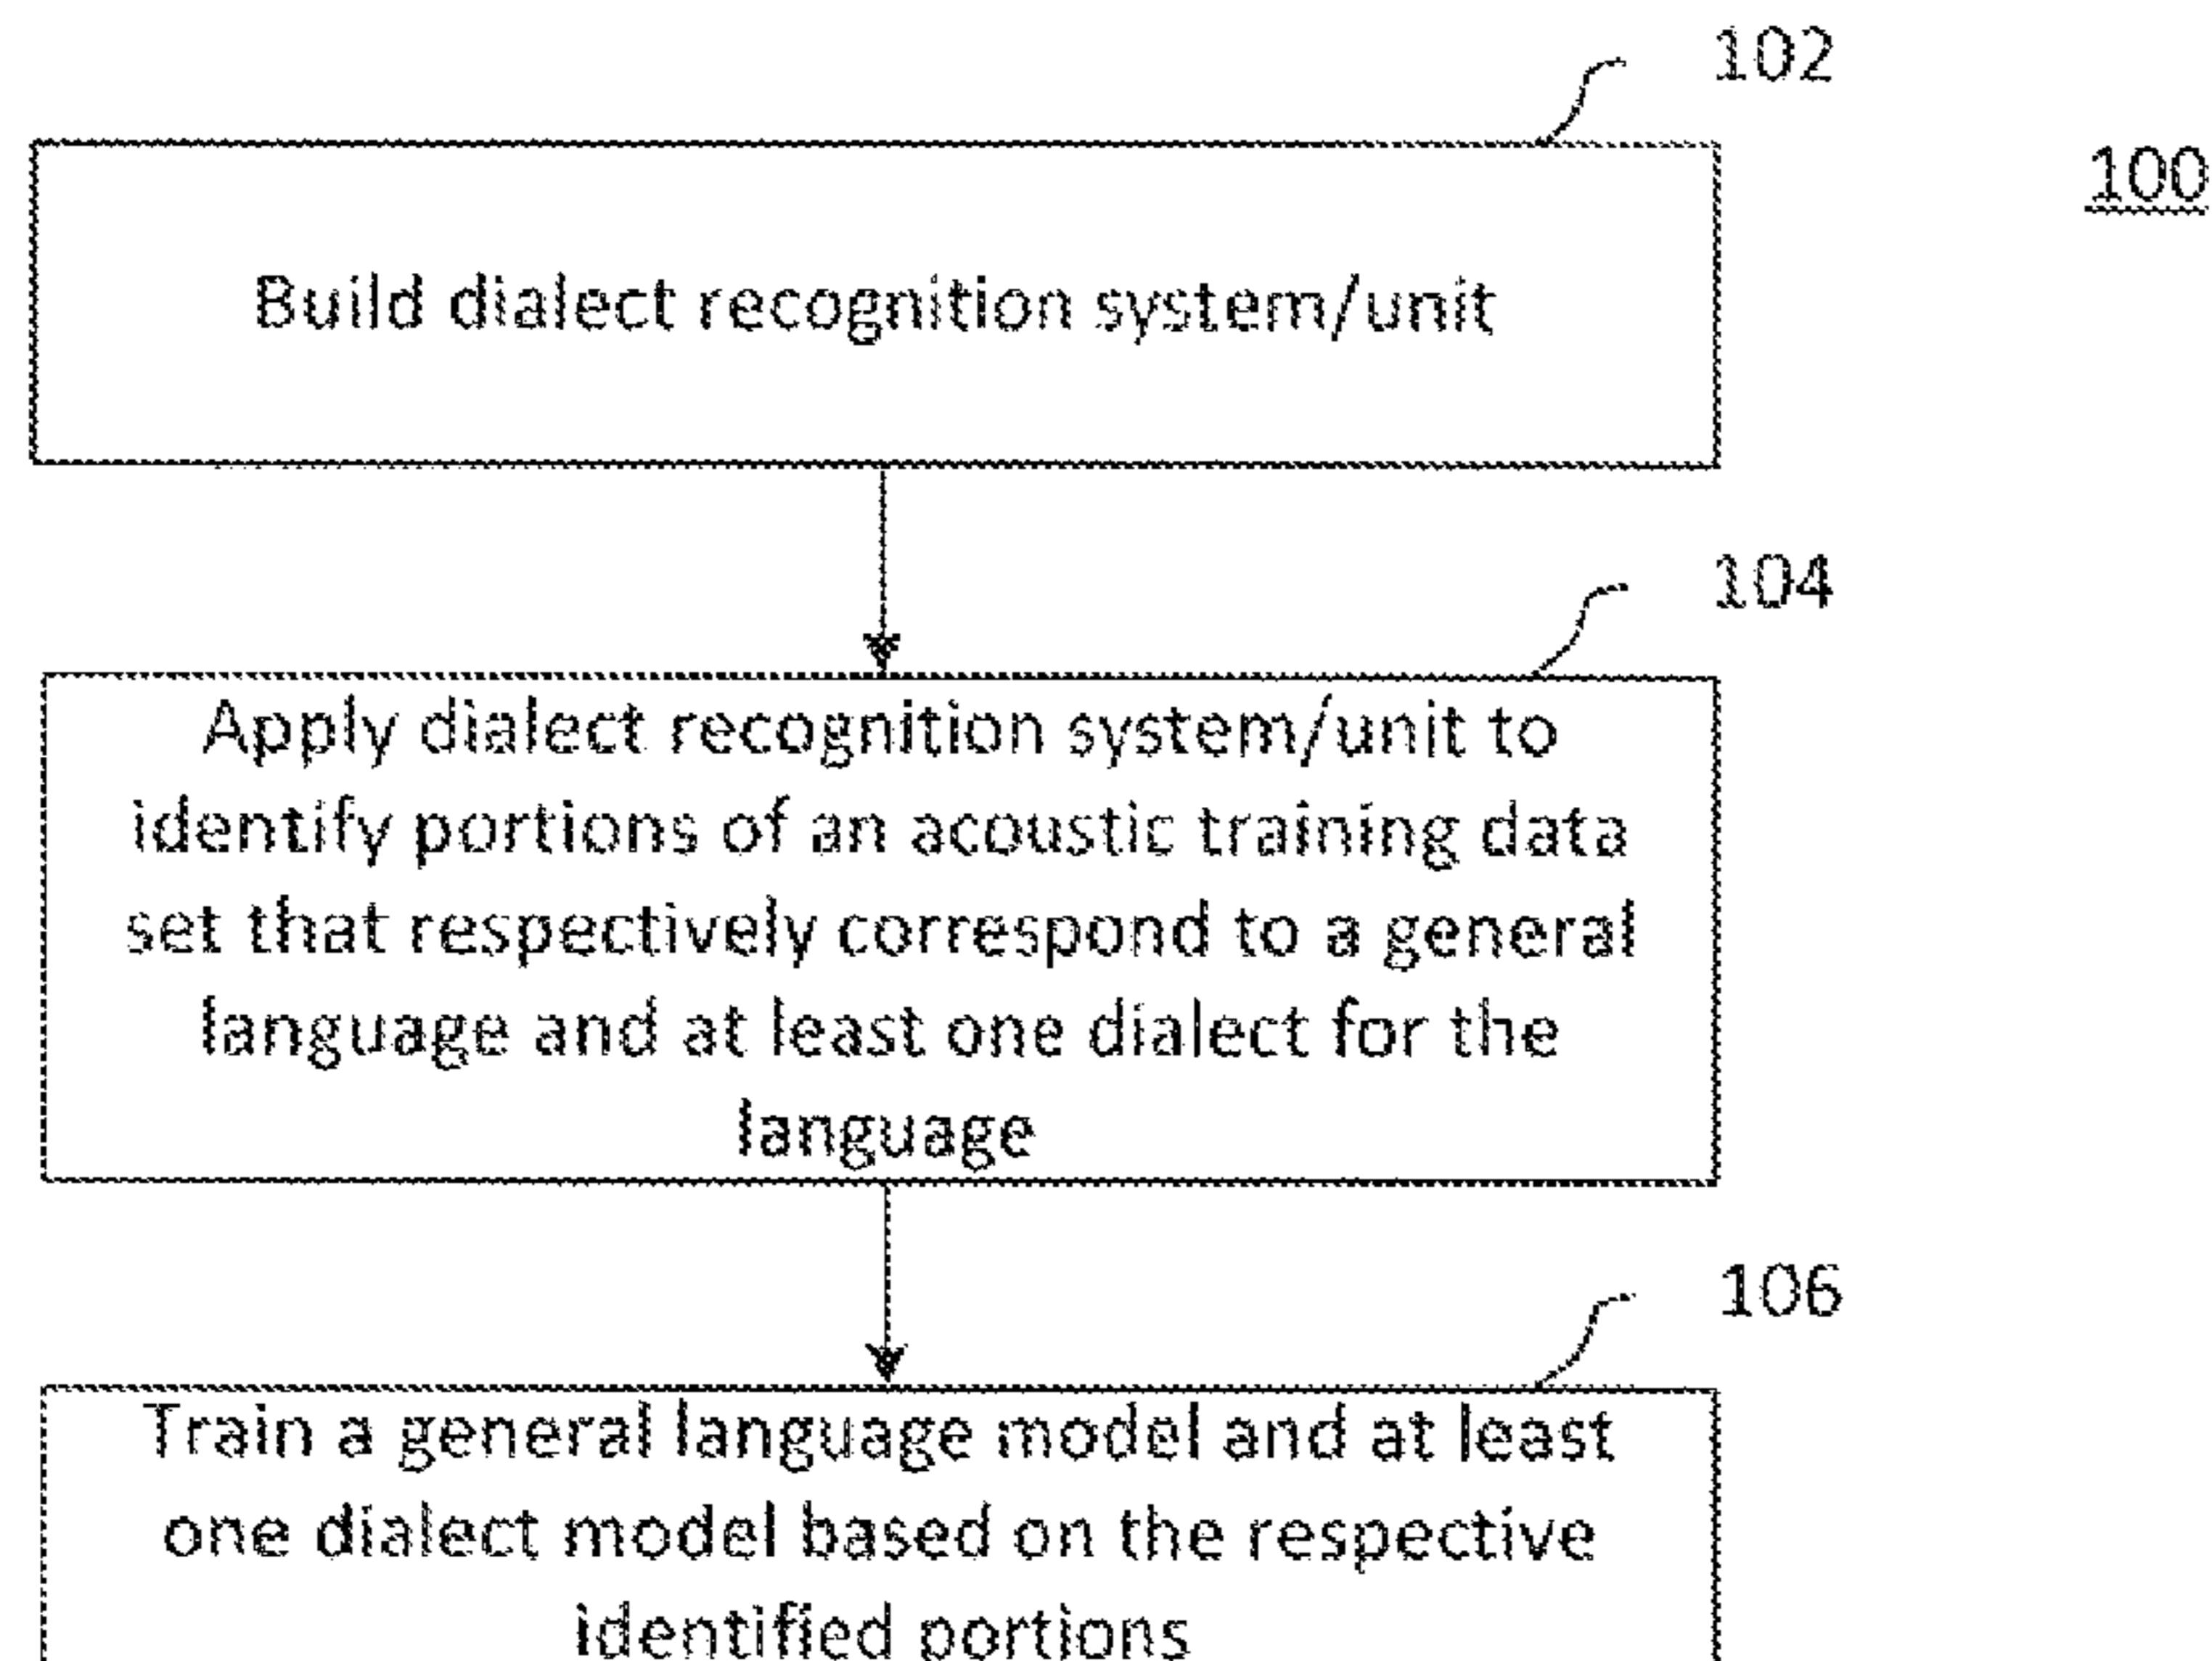 102
100
Build dialect recognition system/unit
104
Apply dialect recognition system/unit to
identify portions of an acoustic training data
set that respectively correspond to a general
language and at least one dialect for the
language
106
Train a general language model and at least
one dialect model based on the respective
identified portions